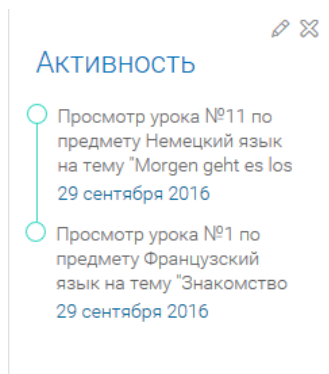 Активность
Просмотр урока №11 по
предмету Немецкий язык
на тему "Morgen geht es los
29 сентября 2016
Просмотр урока №1 по
предмету Французский
язык на тему "Знакомство
29 сентября 2016